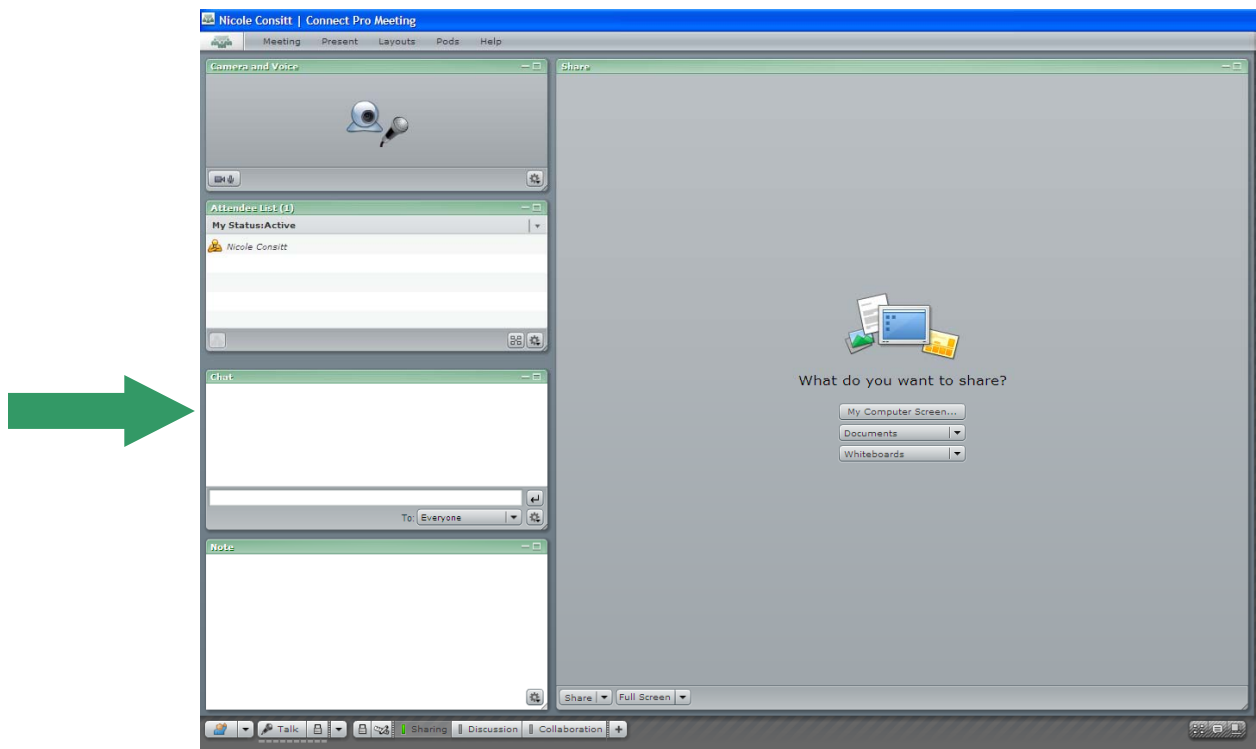 Nicole Consitt | Connect Pro Meeting
Meeting Present Layouts Pods Help
Camera and Voice
Attendee List (1)
My Status:Active
Nicole Consitt
Chat
To: Everyone
Note
Share
What do you want to share?
My Computer Screen...
Documents
Whiteboards
Share Full Screen
Talk Sharing Discussion Collaboration +